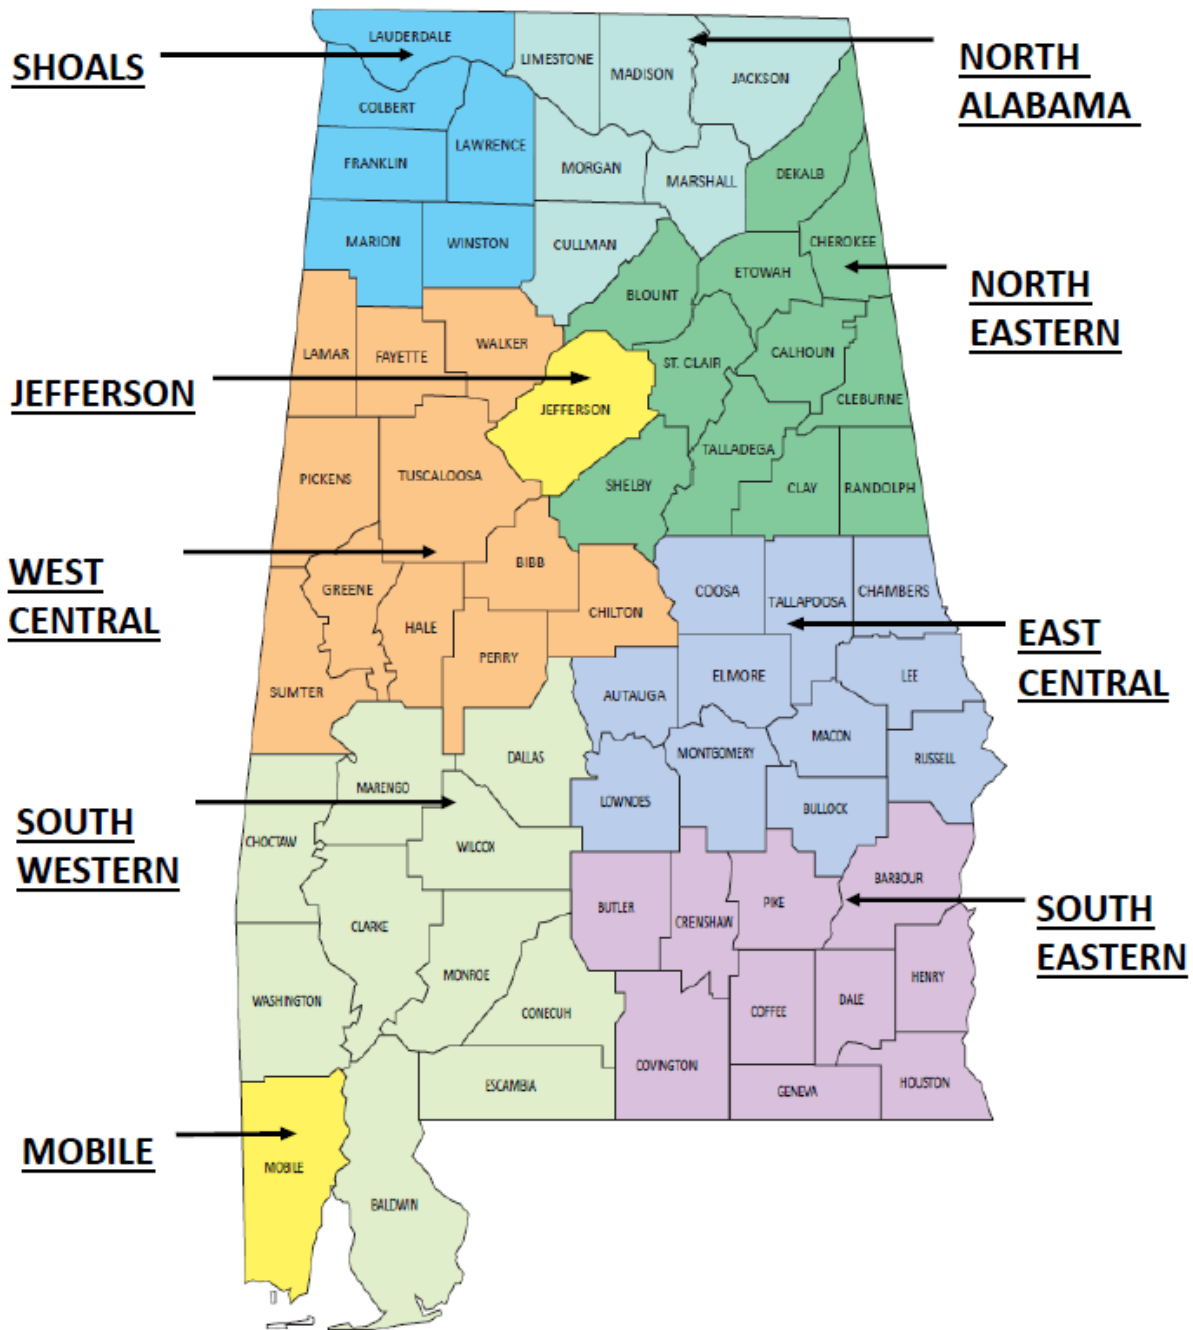 LAUDERDALE
SHOALS
LIMESTONE
MADISON
JACKSON
NORTH
ALABAMA
COLBERT
LAWRENCE
FRANKLIN
MORGAN
MARSHALL
DEKALB
MARION
WINSTON
CULLMAN
CHEROKEE
ETOWAH
BLOUNT
NORTH
EASTERN
LAMAR
FAYETTE
WALKER
ST. CLAIR
CALHOUN
JEFFERSON
JEFFERSON
CLEBURNE
PICKENS
TUSCALOOSA
TALLADEGA
SHELBY
CLAY
RANDOLPH
WEST
CENTRAL
GREENE
BIBB
COOSA
TALLAPOOSA
CHAMBERS
HALE
CHILTON
EAST
CENTRAL
SUMTER
PERRY
AUTAUGA
ELMORE
LEE
DALLAS
MONTGOMERY
MACON
RUSSELL
MARENGO
LOWNDES
BULLOCK
SOUTH
WESTERN
CHOCTAW
WILCOX
BARBOUR
CLARKE
BUTLER
CRENSHAW
PIKE
SOUTH
EASTERN
WASHINGTON
MONROE
CONECUH
COFFEE
DALE
HENRY
ESCAMBIA
COVINGTON
GENEVA
HOUSTON
MOBILE
MOBILE
BALDWIN